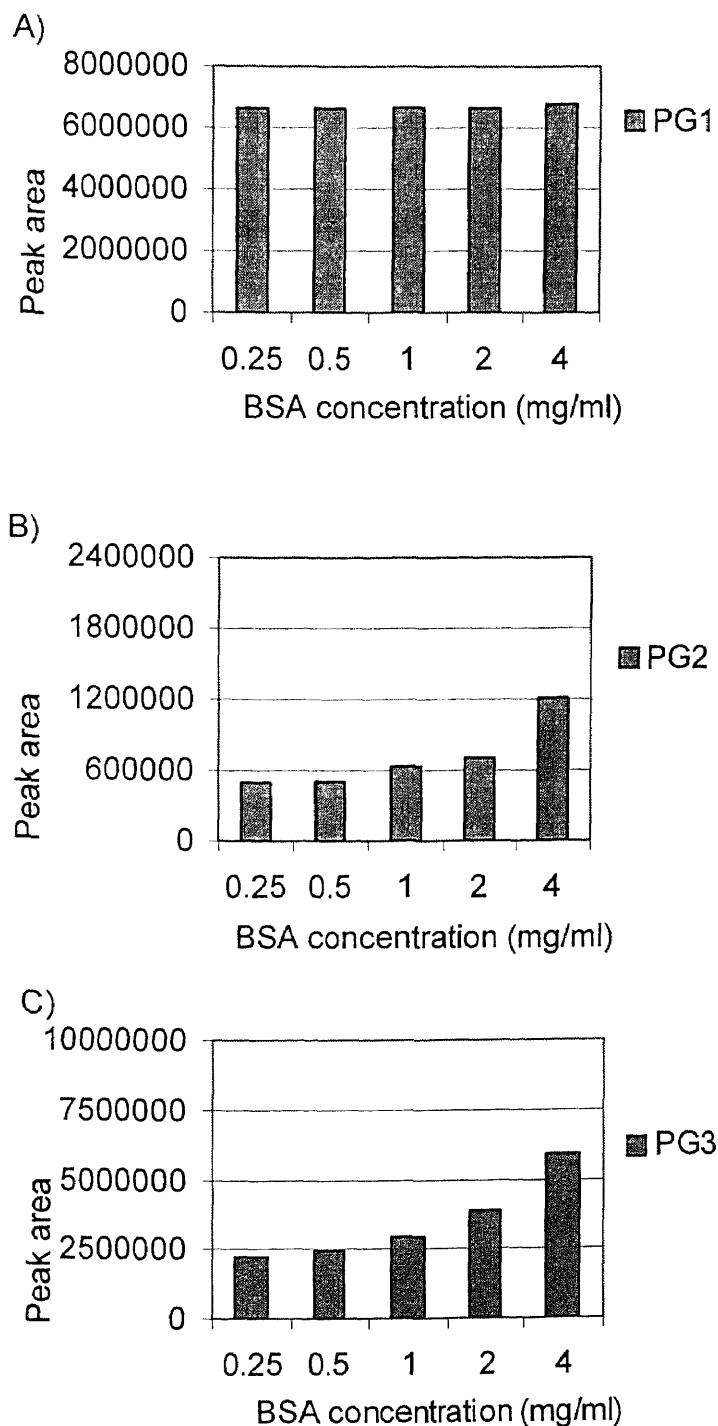 A)
8000000
6000000
4000000
2000000
0
Peak area
PG1
0.25 0.5 1 2 4
BSA concentration (mg/ml)
B)
2400000
1800000
1200000
600000
0
Peak area
PG2
0.25 0.5 1 2 4
BSA concentration (mg/ml)
C)
10000000
7500000
5000000
2500000
0
Peak area
PG3
0.25 0.5 1 2 4
BSA concentration (mg/ml)